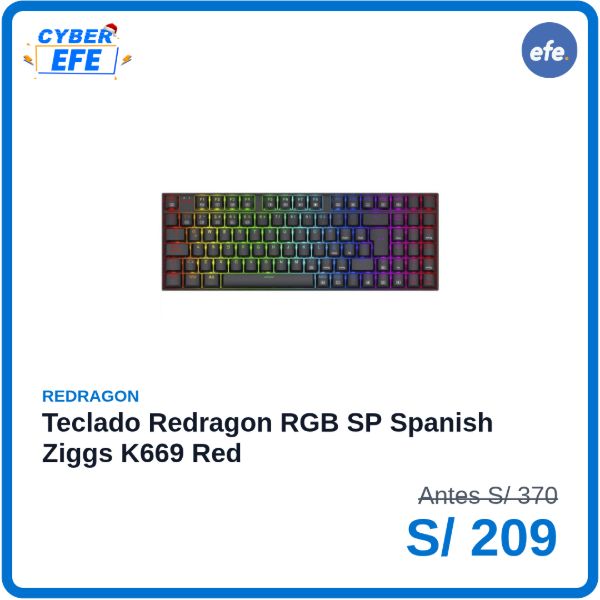 CYBER
EFE
efe.
REDRAGON
Teclado Redragon RGB SP Spanish
Ziggs K669 Red
Antes S/ 370
S/ 209